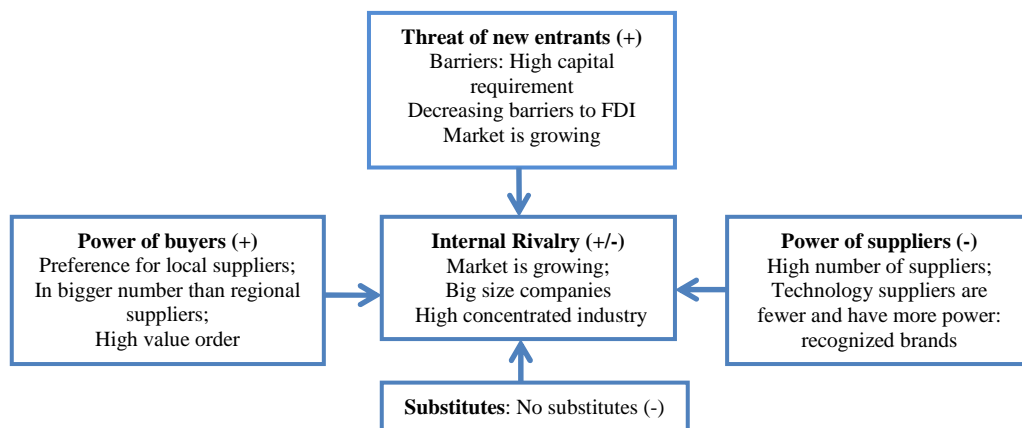 Threat of new entrants (+)
Barriers: High capital
requirement
Decreasing barriers to FDI
Market is growing
Power of buyers (+)
Preference for local suppliers;
In bigger number than regional
suppliers;
High value order
Internal Rivalry (+/-)
Market is growing;
Big size companies
High concentrated industry
Power of suppliers (-)
High number of suppliers;
Technology suppliers are
fewer and have more power:
recognized brands
Substitutes: No substitutes (-)